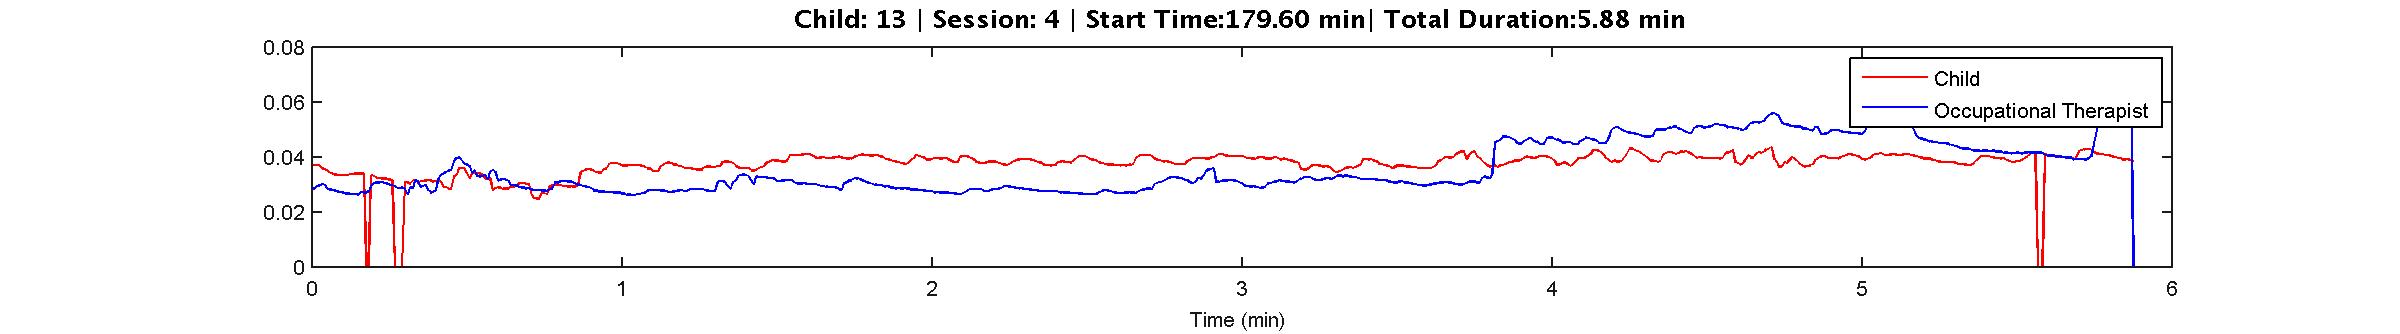 Child: 13 | Session: 4 | Start Time:179.60 min| Total Duration:5.88 min
0.08
0.06
0.04
0.02
0
Child
Occupational Therapist
0 1 2 3 4 5 6
Time (min)